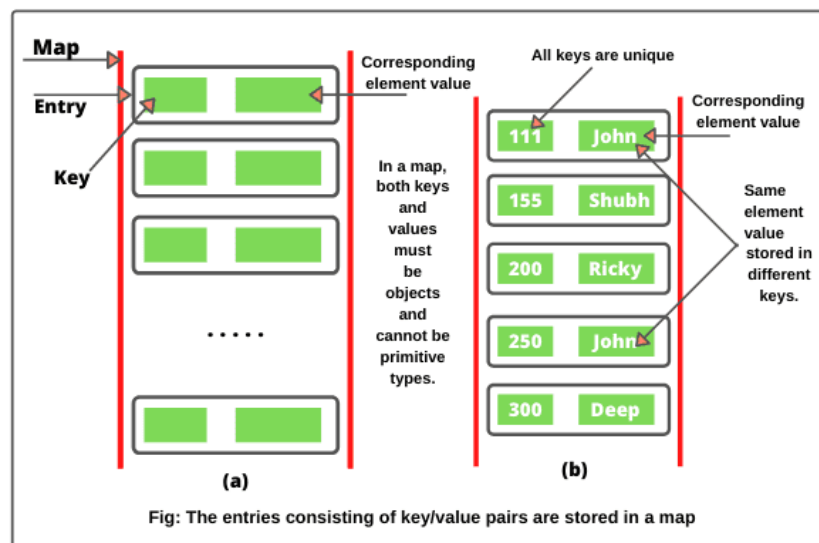 Map
Entry
Key
Corresponding
element value
In a map,
both keys
and
values
must
be
objects
and
cannot be
primitive
types.
.....
(a)
All keys are unique
Corresponding
element value
111 John
155 Shubh
200 Ricky
250 John
300 Deep
Same
element
value
stored in
different
keys.
(b)
Fig: The entries consisting of key/value pairs are stored in a map